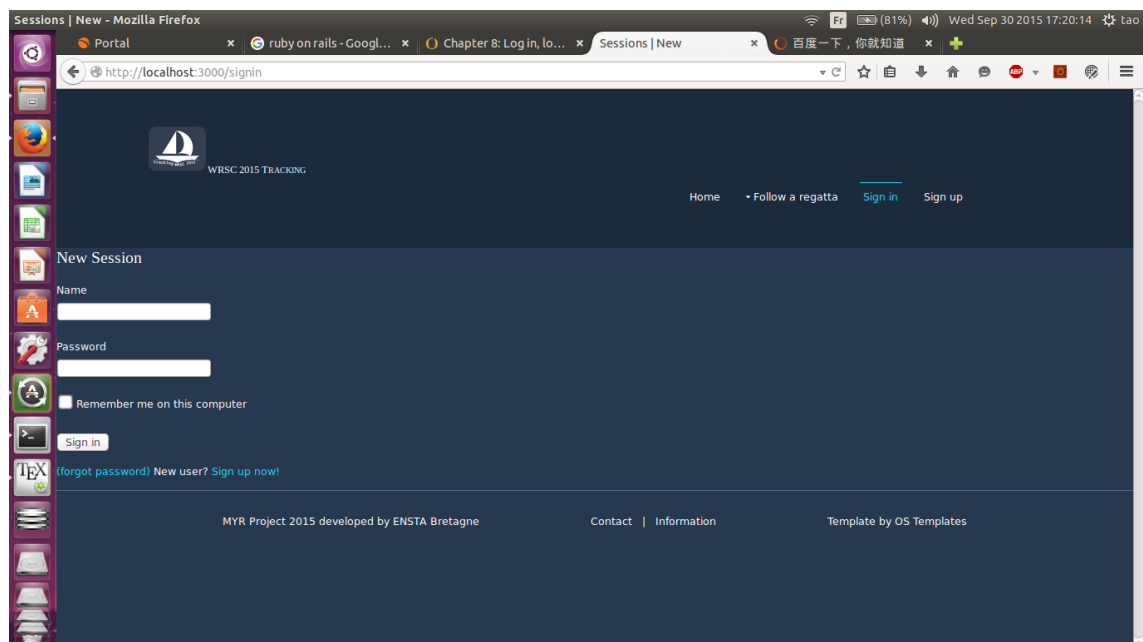 Sessions | New - Mozilla Firefox
Fr (81%) Wed Sep 30 2015 17:20:14 tao
Portal ruby on rails - Googl... Chapter 8: Log in, lo... Sessions | New 百度一下，你就知道
http://localhost:3000/signin
ABP
WRSC 2015 TRACKING
Home Follow a regatta Sign in Sign up
New Session
Name
Password
Remember me on this computer
Sign in
TEX
(forgot password) New user? Sign up now!
MYR Project 2015 developed by ENSTA Bretagne Contact | Information Template by OS Templates